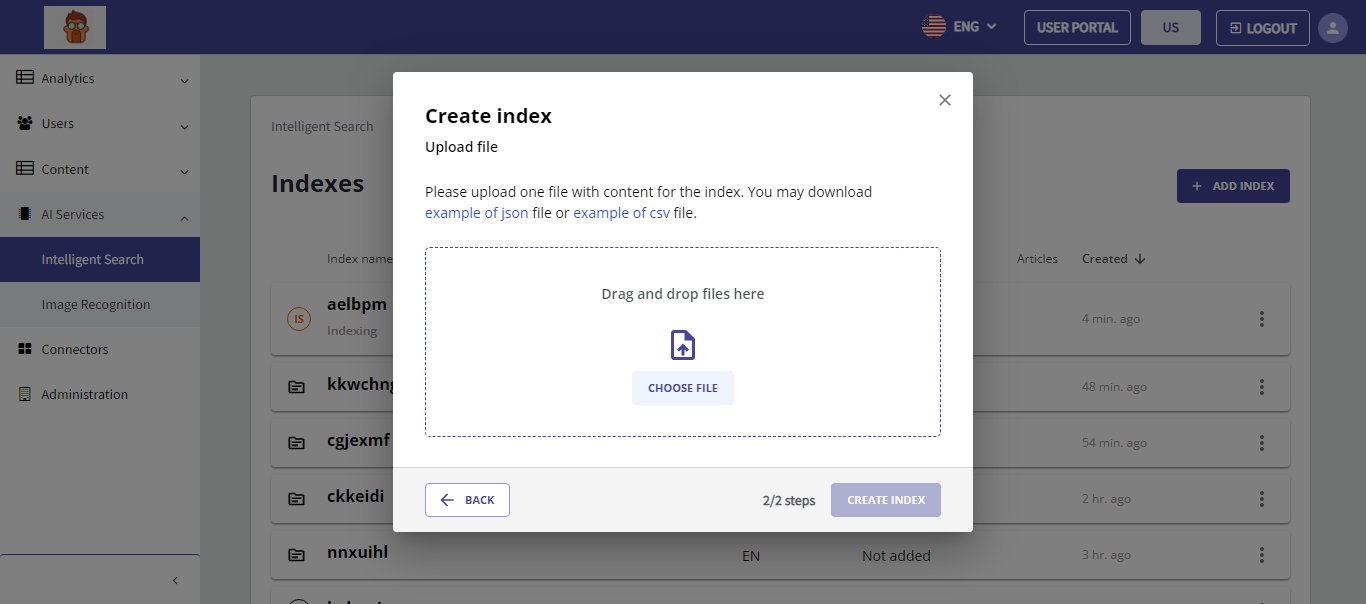 ENG
USER PORTAL
US
LOGOUT
Analytics
Users
Content
AI Services
Intelligent Search
Image Recognition
Connectors
Administration
Intelligent Search
Indexes
ADD INDEX
Index name
Articles
Created
aelbpm
IS
Indexing
4 min. ago
48 min. ago
cgjexmf
54 min. ago
ckkeidi
2 hr. ago
nnxuihl
EN
Not added
3 hr. ago
Create index
Upload file
Please upload one file with content for the index. You may download
example of json file or example of csv file.
Drag and drop files here
CHOOSE FILE
BACK
2/2 steps
CREATE INDEX